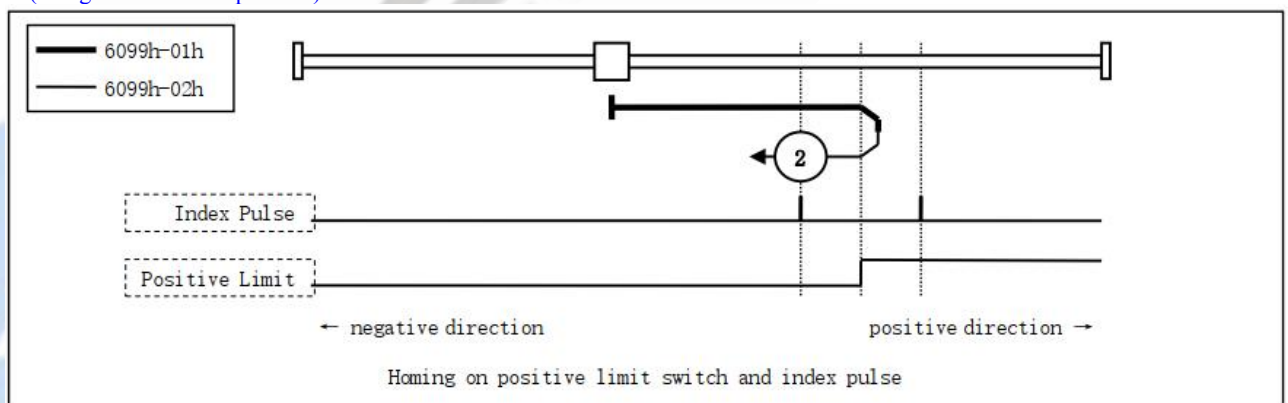 6099h-01h
6099h-02h
2
Index Pulse
Positive Limit
← negative direction
positive direction →
Homing on positive limit switch and index pulse